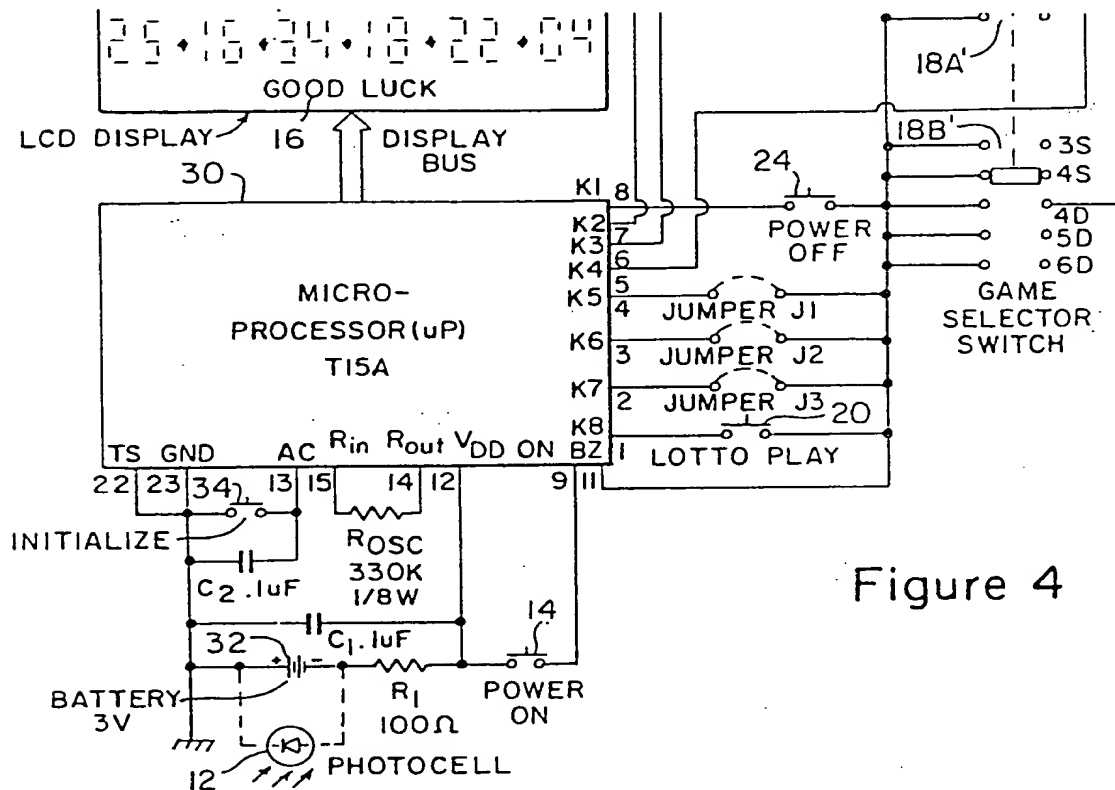 25 • 16 • 34 • 18 • 22 • 04
GOOD LUCK
LCD DISPLAY
16
DISPLAY
BUS
30
18A'
18B'
3S
4S
4D
5D
6D
GAME
SELECTOR
SWITCH
24
POWER
OFF
K1
8
K2
7
K3
6
K4
5
K5
4
JUMPER J1
K6
3
JUMPER J2
K7
2
JUMPER J3
20
K8
1
LOTTO PLAY
MICRO-
PROCESSOR (uP)
T15A
TS GND AC Rin Rout VDD ON BZ
22 23 34 13 15 14 12 9 11
INITIALIZE
C2 .1uF
ROSC
330K
1/8W
C1 .1uF
32
+ -
BATTERY
3V
R1
100Ω
14
POWER
ON
12
PHOTOCELL
Figure 4